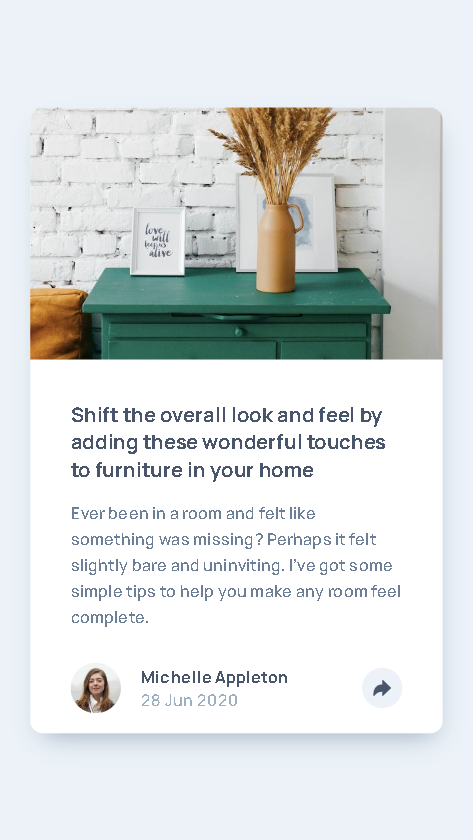 love
will
keep us
alive
Shift the overall look and feel by
adding these wonderful touches
to furniture in your home
Ever been in a room and felt like
something was missing? Perhaps it felt
slightly bare and uninviting. I've got some
simple tips to help you make any room feel
complete.
Michelle Appleton
28 Jun 2020